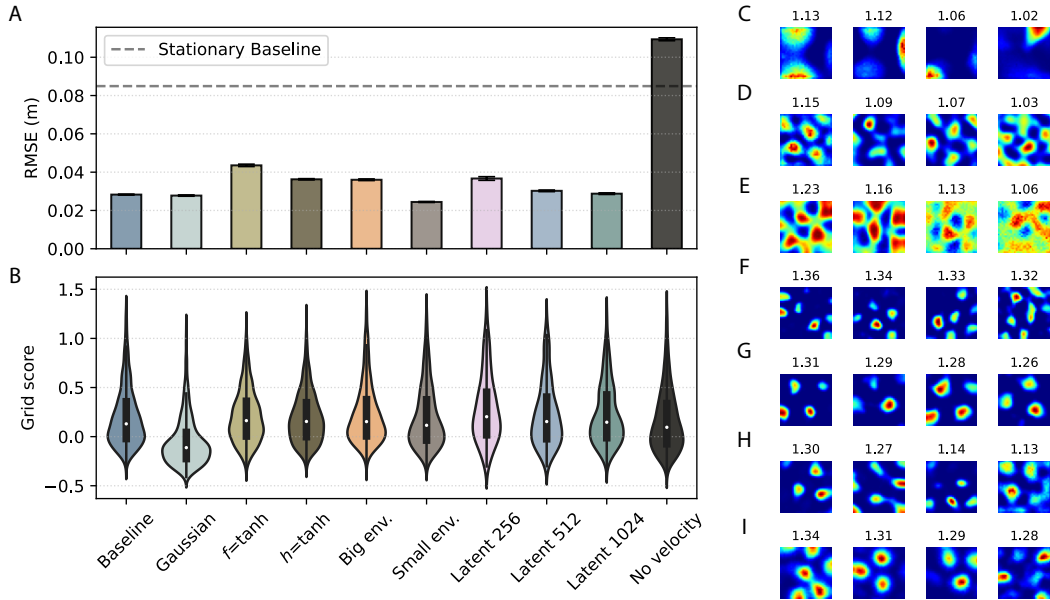 A
RMSE (m)
0.10
0.08
0.06
0.04
0.02
0.00
Stationary Baseline
B
Grid score
1.5
1.0
0.5
0.0
−0.5
Baseline
Gaussian
f=tanh
h=tanh
Big env.
Small env.
Latent 256
Latent 512
Latent 1024
No velocity
C
1.13 1.12 1.06 1.02
D
1.15 1.09 1.07 1.03
E
1.23 1.16 1.13 1.06
F
1.36 1.34 1.33 1.32
G
1.31 1.29 1.28 1.26
H
1.30 1.27 1.14 1.13
I
1.34 1.31 1.29 1.28